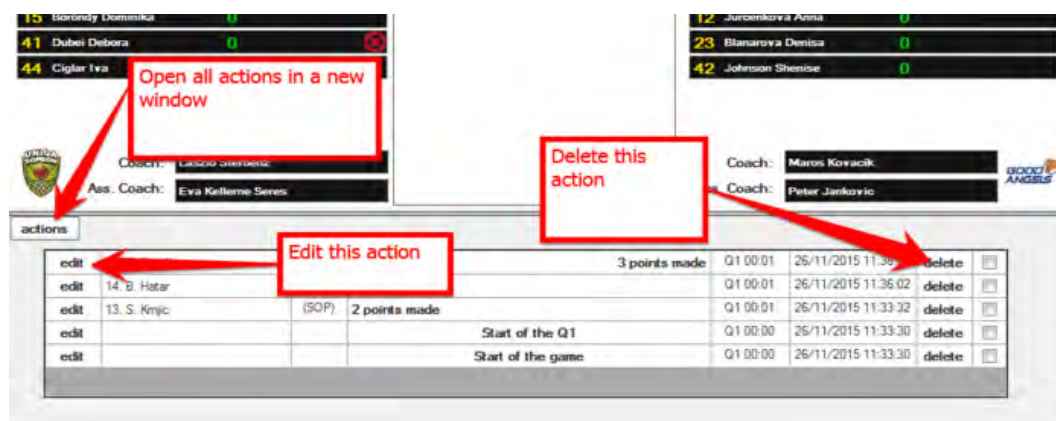 15 Böröndy Dominika 0
12 Jurcenkova Anna 0
41 Dubei Debora 0
23 Blanarova Denisa 0
44 Ciglar Iva
42 Johnson Shenise 0
Open all actions in a new
window
Coach:
Ass. Coach: Eva Kelleme Seres
Delete this
action
Coach: Maros Kovacik
Coach: Peter Jankovic
GOOD
ANGELS
actions
Edit this action
edit 3 points made Q1 00:01 26/11/2015 delete
edit 14. B. Hatar Q1 00:01 26/11/2015 11:36:02 delete
edit 13. S. Krnjic (SOP) 2 points made Q1 00:01 26/11/2015 11:33:32 delete
edit Start of the Q1 Q1 00:00 26/11/2015 11:33:30 delete
edit Start of the game Q1 00:00 26/11/2015 11:33:30 delete